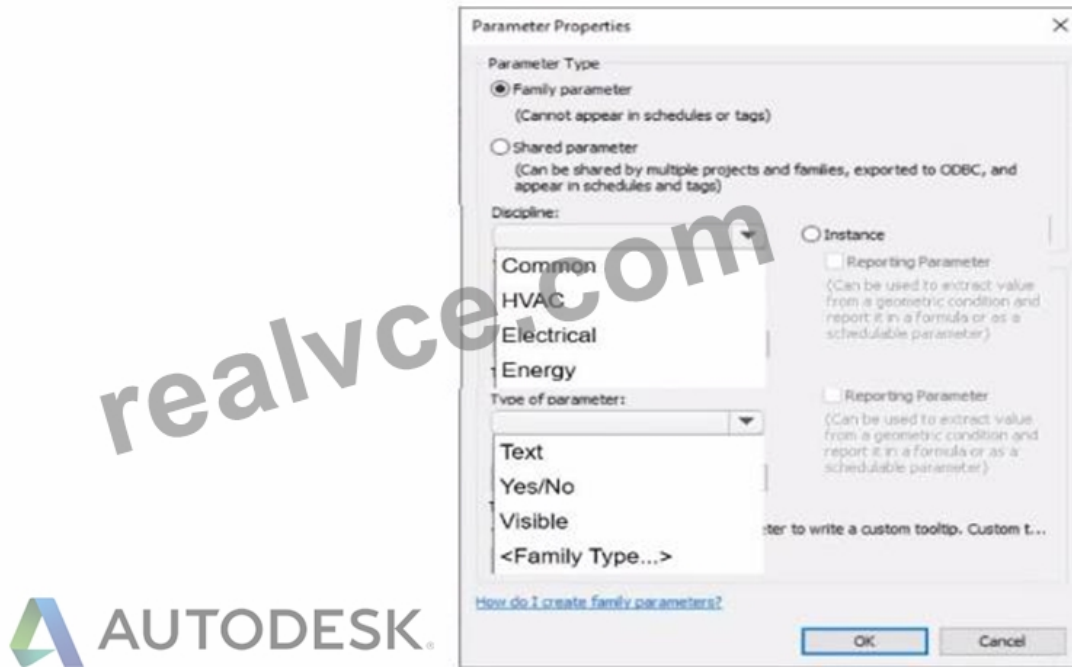 Parameter Properties
Parameter Type
Family parameter
(Cannot appear in schedules or tags)
Shared parameter
(Can be shared by multiple projects and families, exported to ODBC, and
appear in schedules and tags)
Discipline:
Common
HVAC
Electrical
Energy
Type of parameter:
Text
Yes/No
Visible
<Family Type...>
Instance
Reporting Parameter
(Can be used to extract value
from a geometric condition and
report it in a formula or as a
schedulable parameter)
Reporting Parameter
(Can be used to extract value
from a geometric condition and
report it in a formula or as a
schedulable parameter)
to write a custom tooltip. Custom t...
How do I create family parameters?
OK
Cancel
realvce.com
AUTODESK.